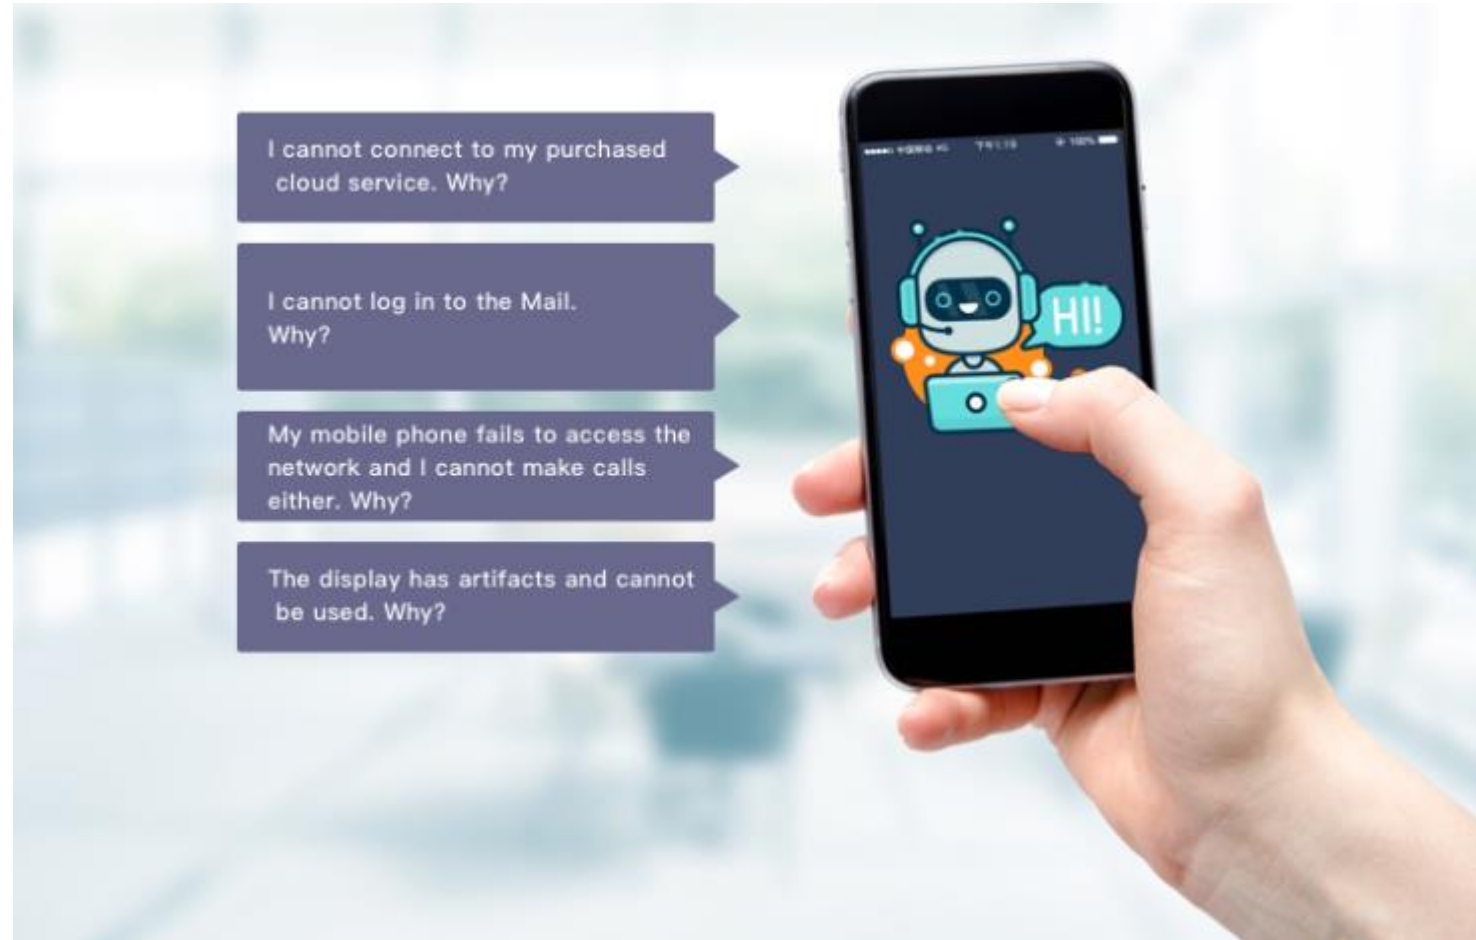 I cannot connect to my purchased
cloud service. Why?
I cannot log in to the Mail.
Why?
My mobile phone fails to access the
network and I cannot make calls
either. Why?
The display has artifacts and cannot
be used. Why?
100%
HI!